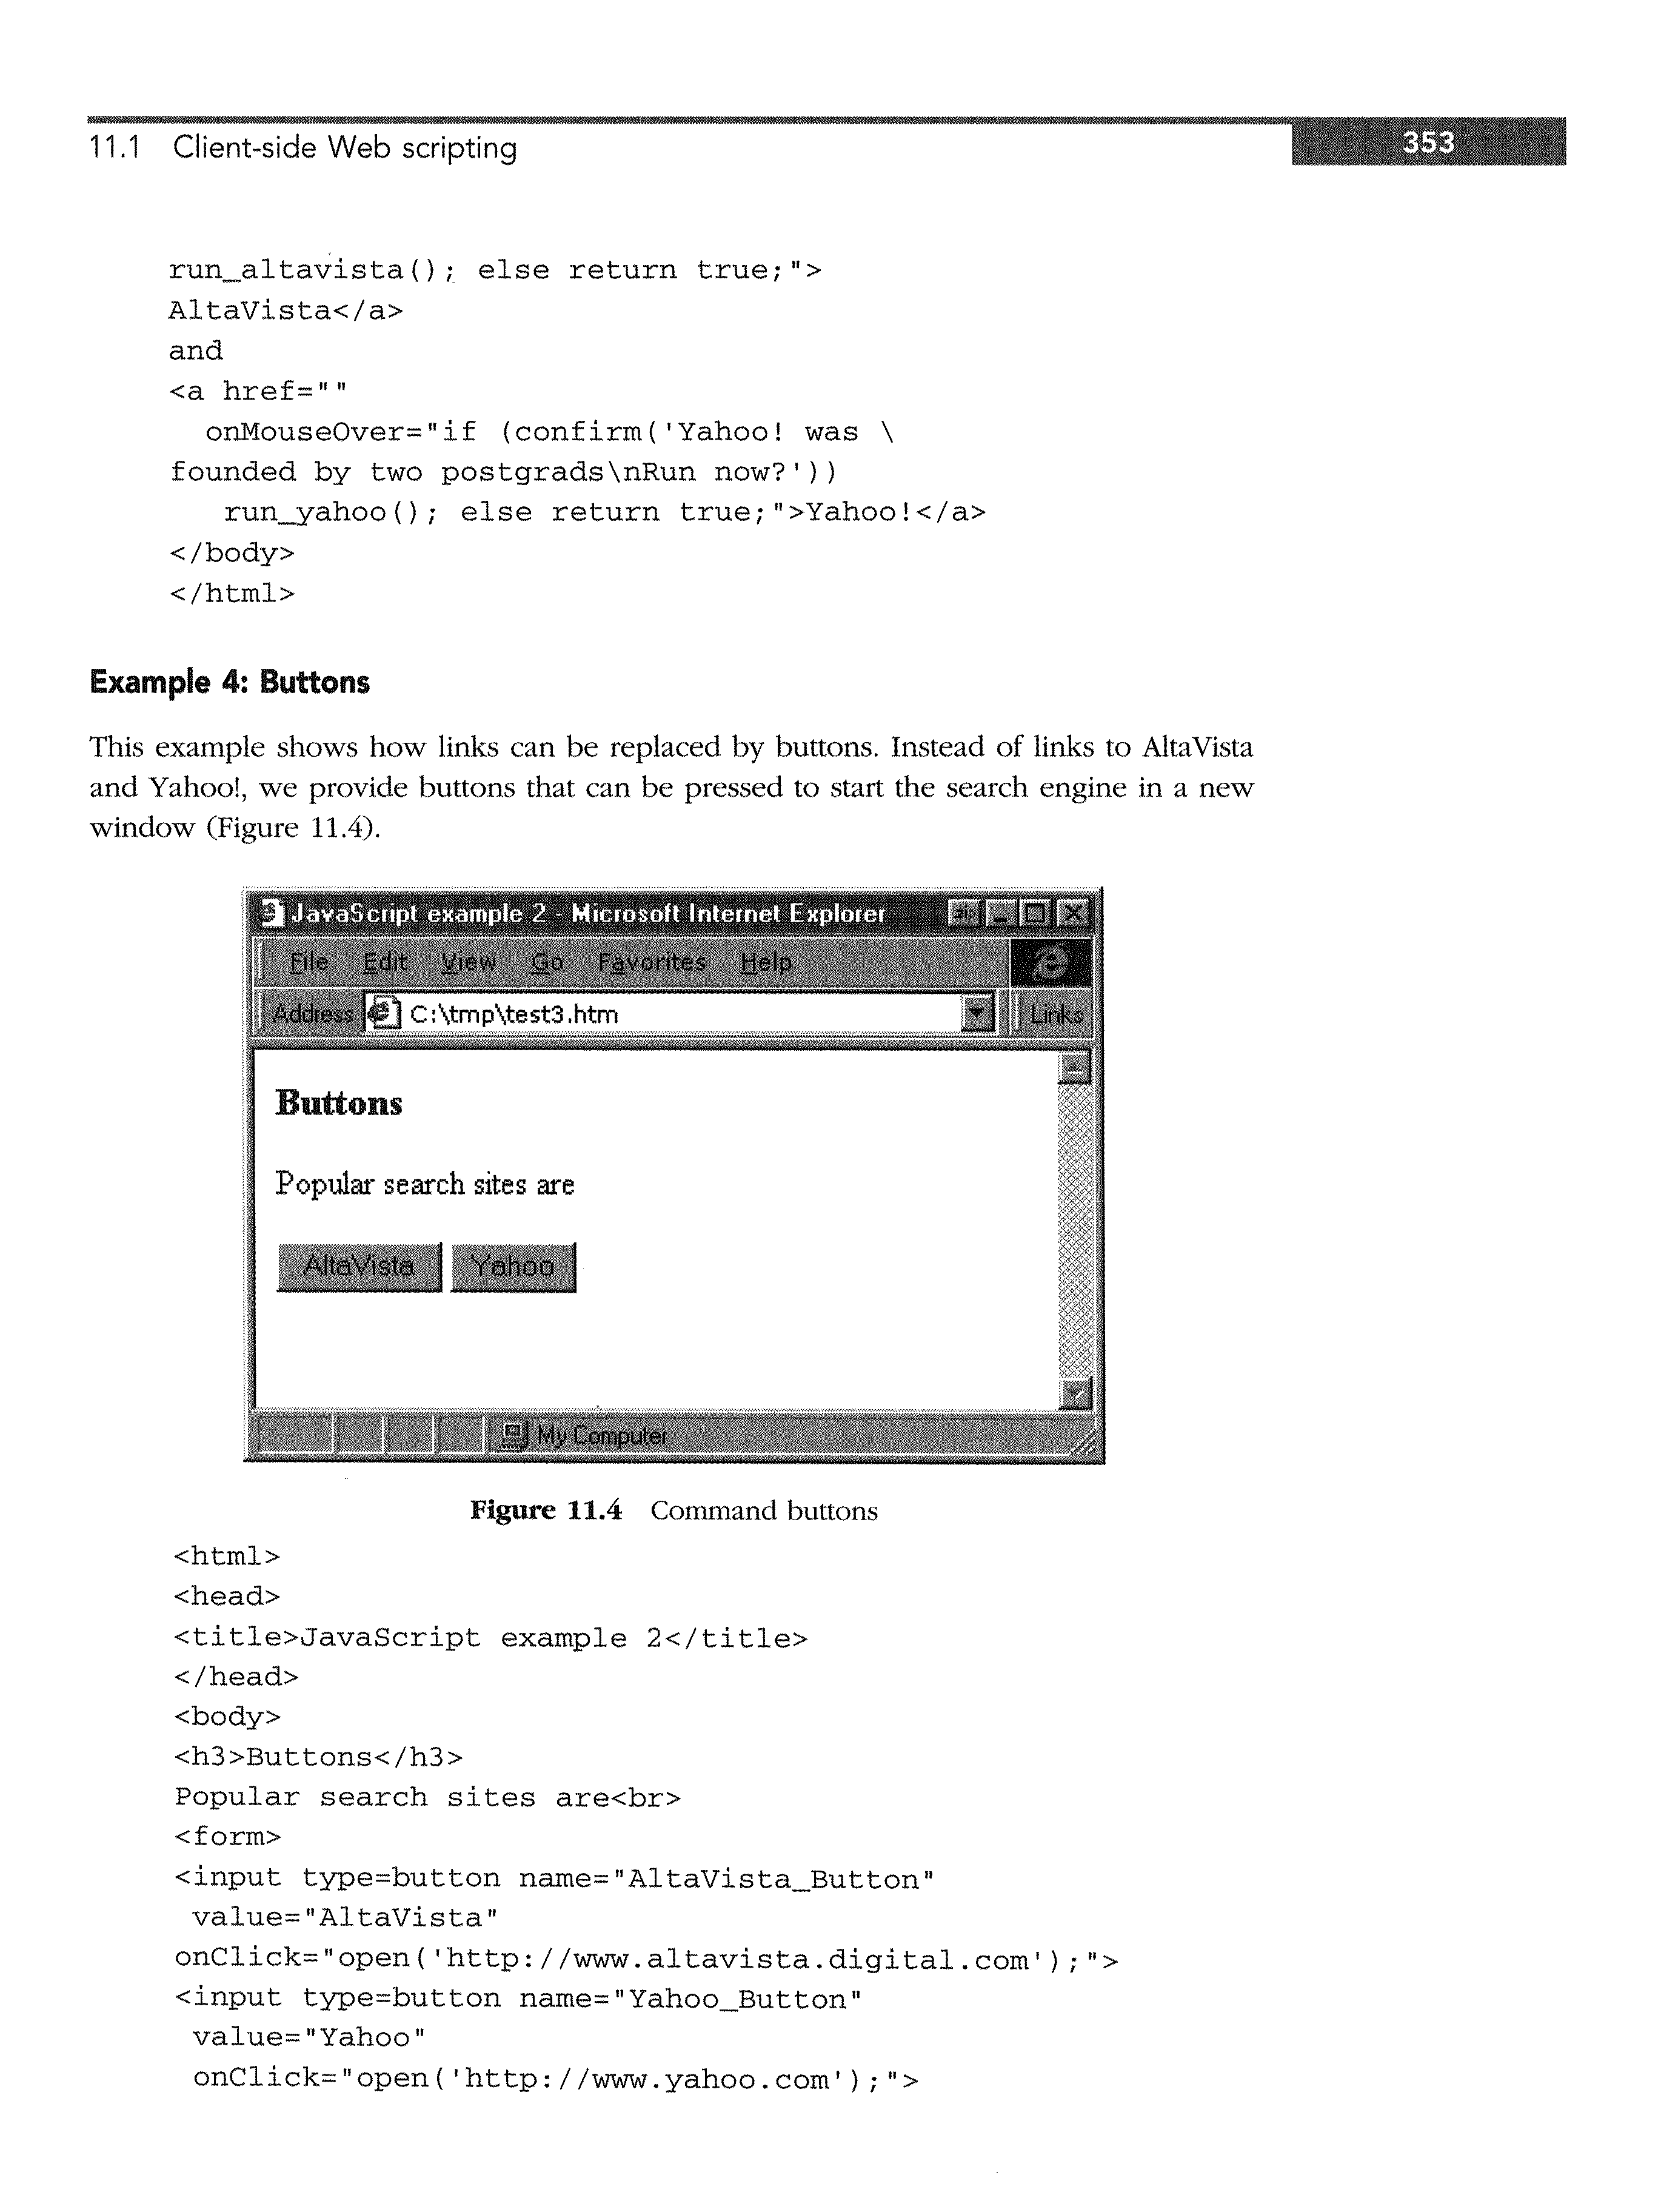 11.1 Client-side Web scripting 353
run_altavista(); else return true;">
AltaVista</a>
and
<a href=""
  onMouseOver="if (confirm('Yahoo! was \
founded by two postgrads\nRun now?'))
   run_yahoo(); else return true;">Yahoo!</a>
</body>
</html>
Example 4: Buttons
This example shows how links can be replaced by buttons. Instead of links to AltaVista
and Yahoo!, we provide buttons that can be pressed to start the search engine in a new
window (Figure 11.4).
JavaScript example 2 - Microsoft Internet Explorer
File Edit View Go Favorites Help
Address C:\tmp\test3.htm Links
Buttons
Popular search sites are
AltaVista Yahoo
My Computer
Figure 11.4 Command buttons
<html>
<head>
<title>JavaScript example 2</title>
</head>
<body>
<h3>Buttons</h3>
Popular search sites are<br>
<form>
<input type=button name="AltaVista_Button"
 value="AltaVista"
onClick="open('http://www.altavista.digital.com');">
<input type=button name="Yahoo_Button"
 value="Yahoo"
 onClick="open('http://www.yahoo.com');">